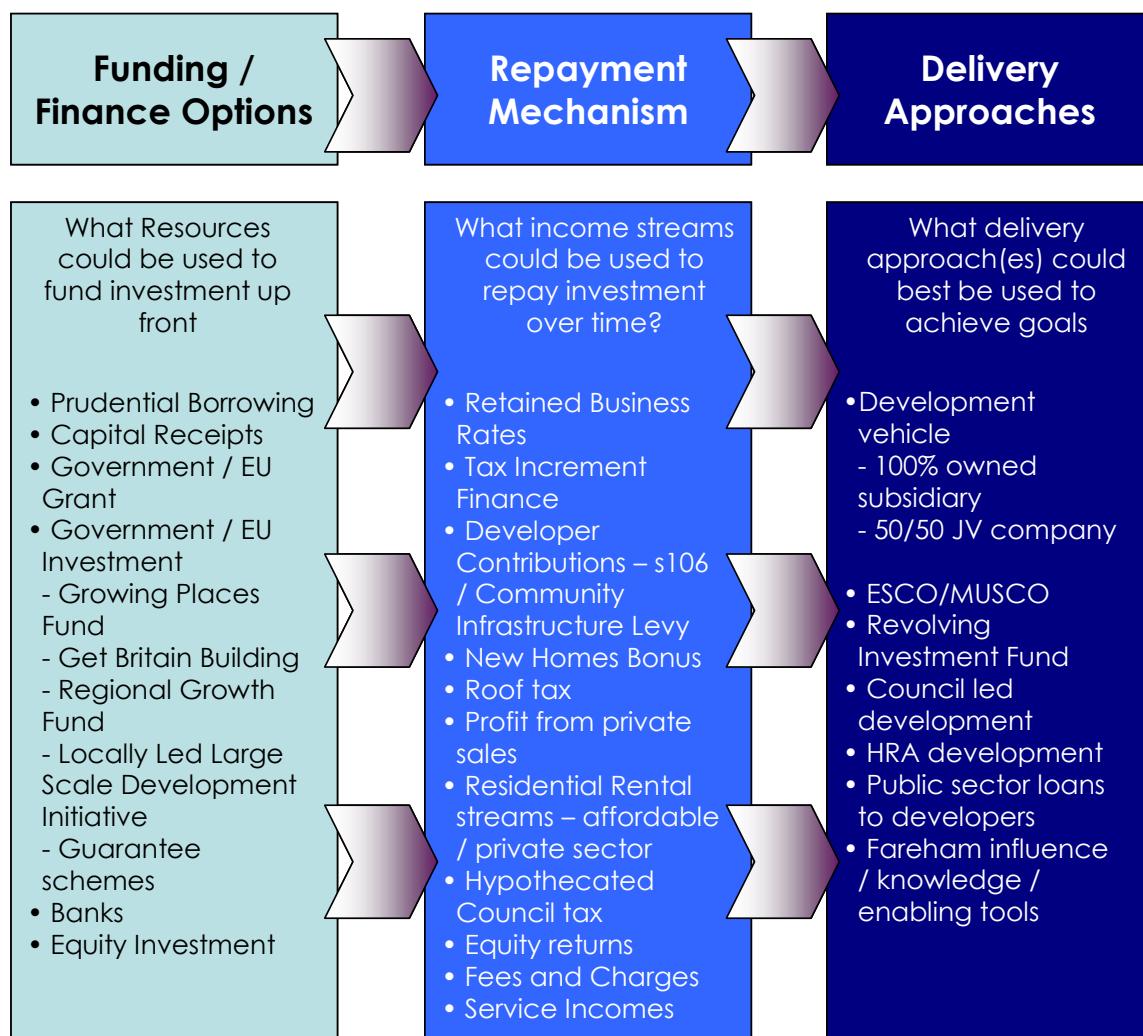 Funding /
Finance Options
Repayment
Mechanism
Delivery
Approaches
What Resources
could be used to
fund investment up
front
• Prudential Borrowing
• Capital Receipts
• Government / EU
Grant
• Government / EU
Investment
- Growing Places
Fund
- Get Britain Building
- Regional Growth
Fund
- Locally Led Large
Scale Development
Initiative
- Guarantee
schemes
• Banks
• Equity Investment
What income streams
could be used to
repay investment
over time?
• Retained Business
Rates
• Tax Increment
Finance
• Developer
Contributions – s106
/ Community
Infrastructure Levy
• New Homes Bonus
• Roof tax
• Profit from private
sales
• Residential Rental
streams – affordable
/ private sector
• Hypothecated
Council tax
• Equity returns
• Fees and Charges
• Service Incomes
What delivery
approach(es) could
best be used to
achieve goals
•Development
vehicle
- 100% owned
subsidiary
- 50/50 JV company
• ESCO/MUSCO
• Revolving
Investment Fund
• Council led
development
• HRA development
• Public sector loans
to developers
• Fareham influence
/ knowledge /
enabling tools